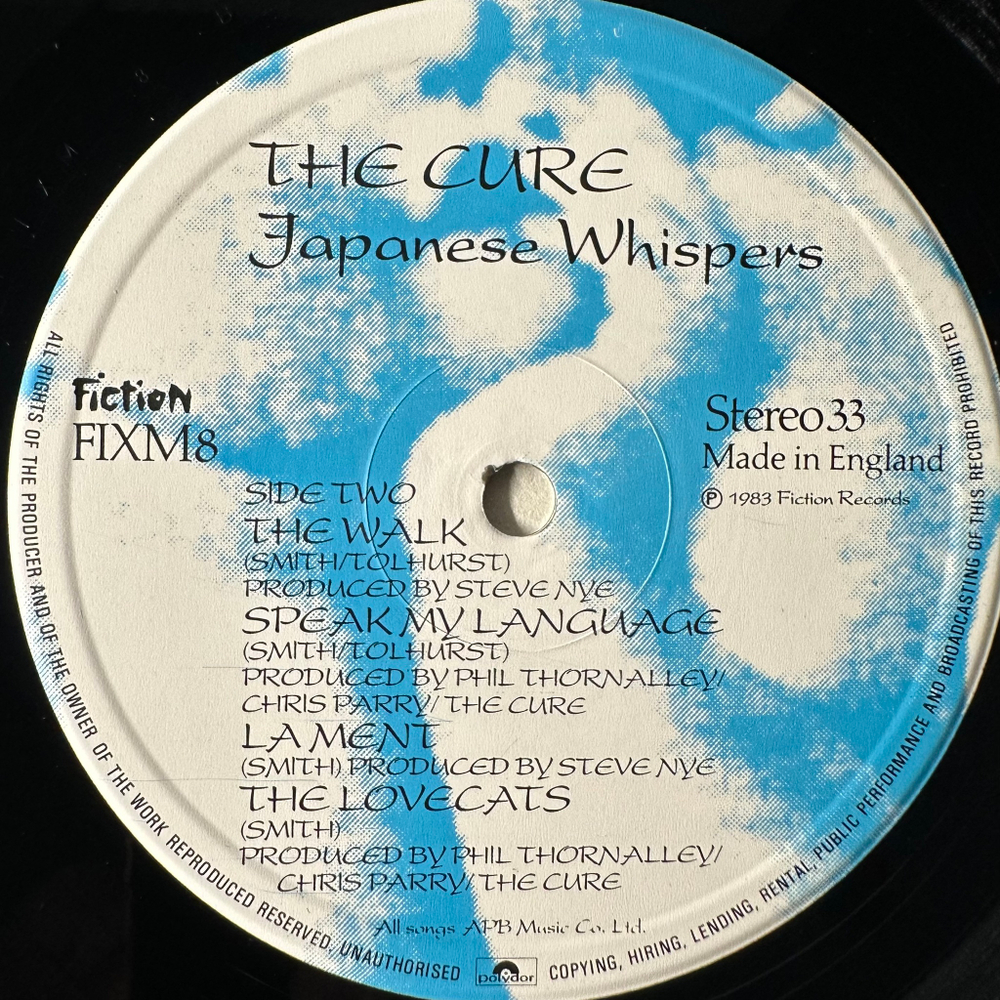 THE CURE
Japanese Whispers
Fiction
FIXM8
Stereo 33
Made in England
Ⓟ 1983 Fiction Records
SIDE TWO
THE WALK
(SMITH/TOLHURST)
PRODUCED BY STEVE NYE
SPEAK MY LANGUAGE
(SMITH/TOLHURST)
PRODUCED BY PHIL THORNALLEY/
CHRIS PARRY/THE CURE
LAMENT
(SMITH) PRODUCED BY STEVE NYE
THE LOVECATS
(SMITH)
PRODUCED BY PHIL THORNALLEY/
CHRIS PARRY/THE CURE
All songs APB Music Co. Ltd.
ALL RIGHTS OF THE PRODUCER AND OF THE OWNER OF THE WORK REPRODUCED RESERVED. UNAUTHORISED COPYING, HIRING, LENDING, RENTAL, PUBLIC PERFORMANCE AND BROADCASTING OF THIS RECORD PROHIBITED
polydor